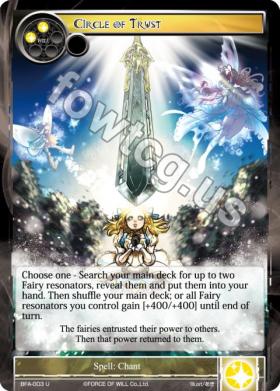 Circle of Trust
WILL
fowtcg.us
Choose one - Search your main deck for up to two
Fairy resonators, reveal them and put them into your
hand. Then shuffle your main deck; or all Fairy
resonators you control gain [+400/+400] until end of
turn.
The fairies entrusted their power to others.
Then that power returned to them.
Spell: Chant
BFA-003 U
©FORCE OF WILL Co.,Ltd.